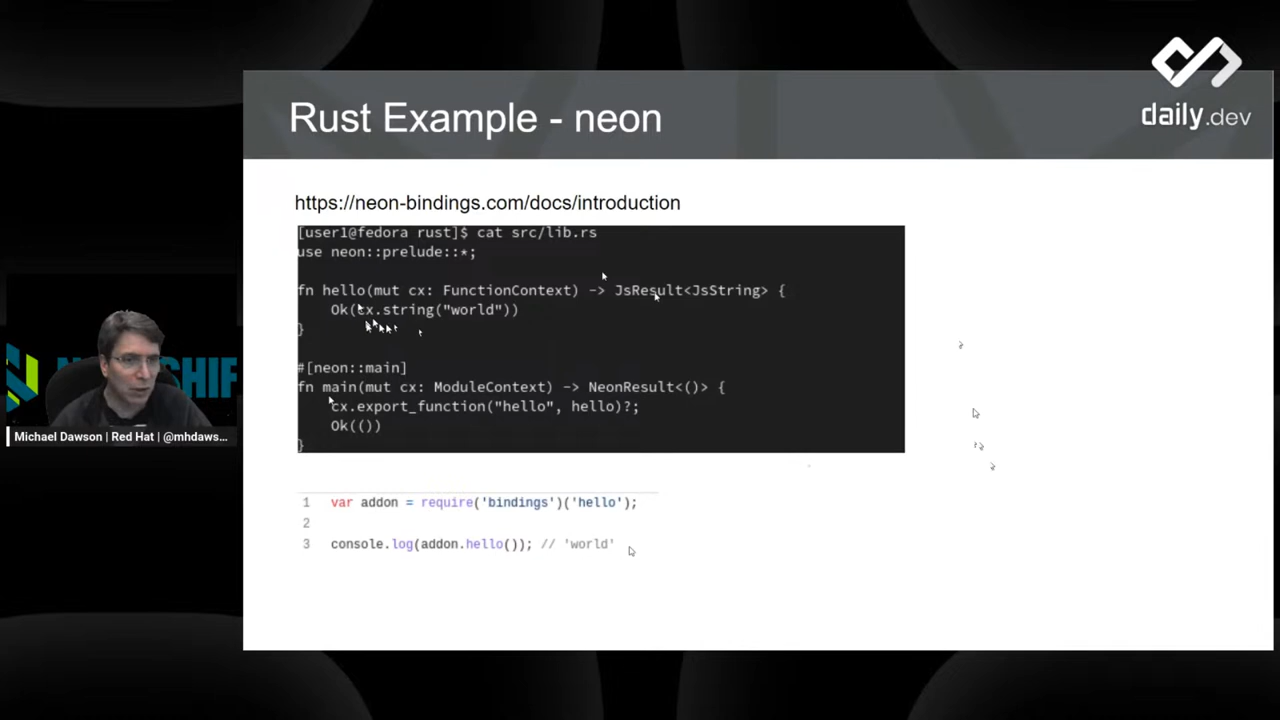 daily.dev
Rust Example - neon
https://neon-bindings.com/docs/introduction
[user1@fedora rust]$ cat src/lib.rs
use neon::prelude::*;
fn hello(mut cx: FunctionContext) -> JsResult<JsString> {
Ok(cx.string("world"))
}
#[neon::main]
fn main(mut cx: ModuleContext) -> NeonResult<()> {
cx.export_function("hello", hello)?;
Ok(())
}
1 var addon = require('bindings')('hello');
2
3 console.log(addon.hello()); // 'world'
Michael Dawson | Red Hat | @mhdaws...